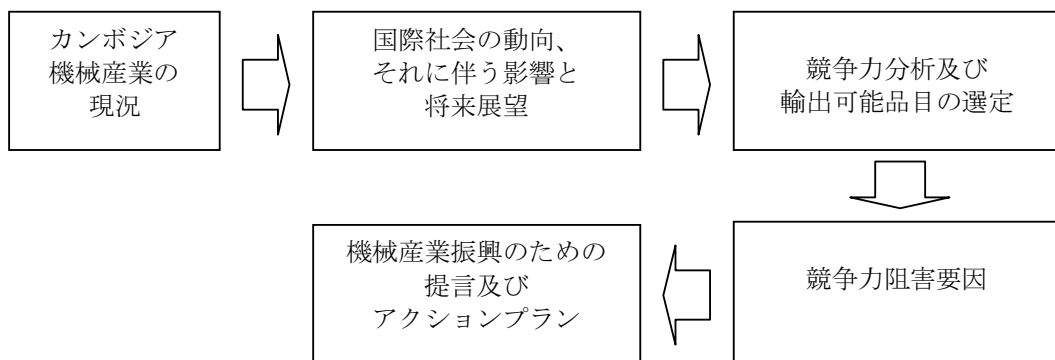 カンボジア
機械産業の
現況
国際社会の動向、
それに伴う影響と
将来展望
競争力分析及び
輸出可能品目の選定
競争力阻害要因
機械産業振興のための
提言及び
アクションプラン